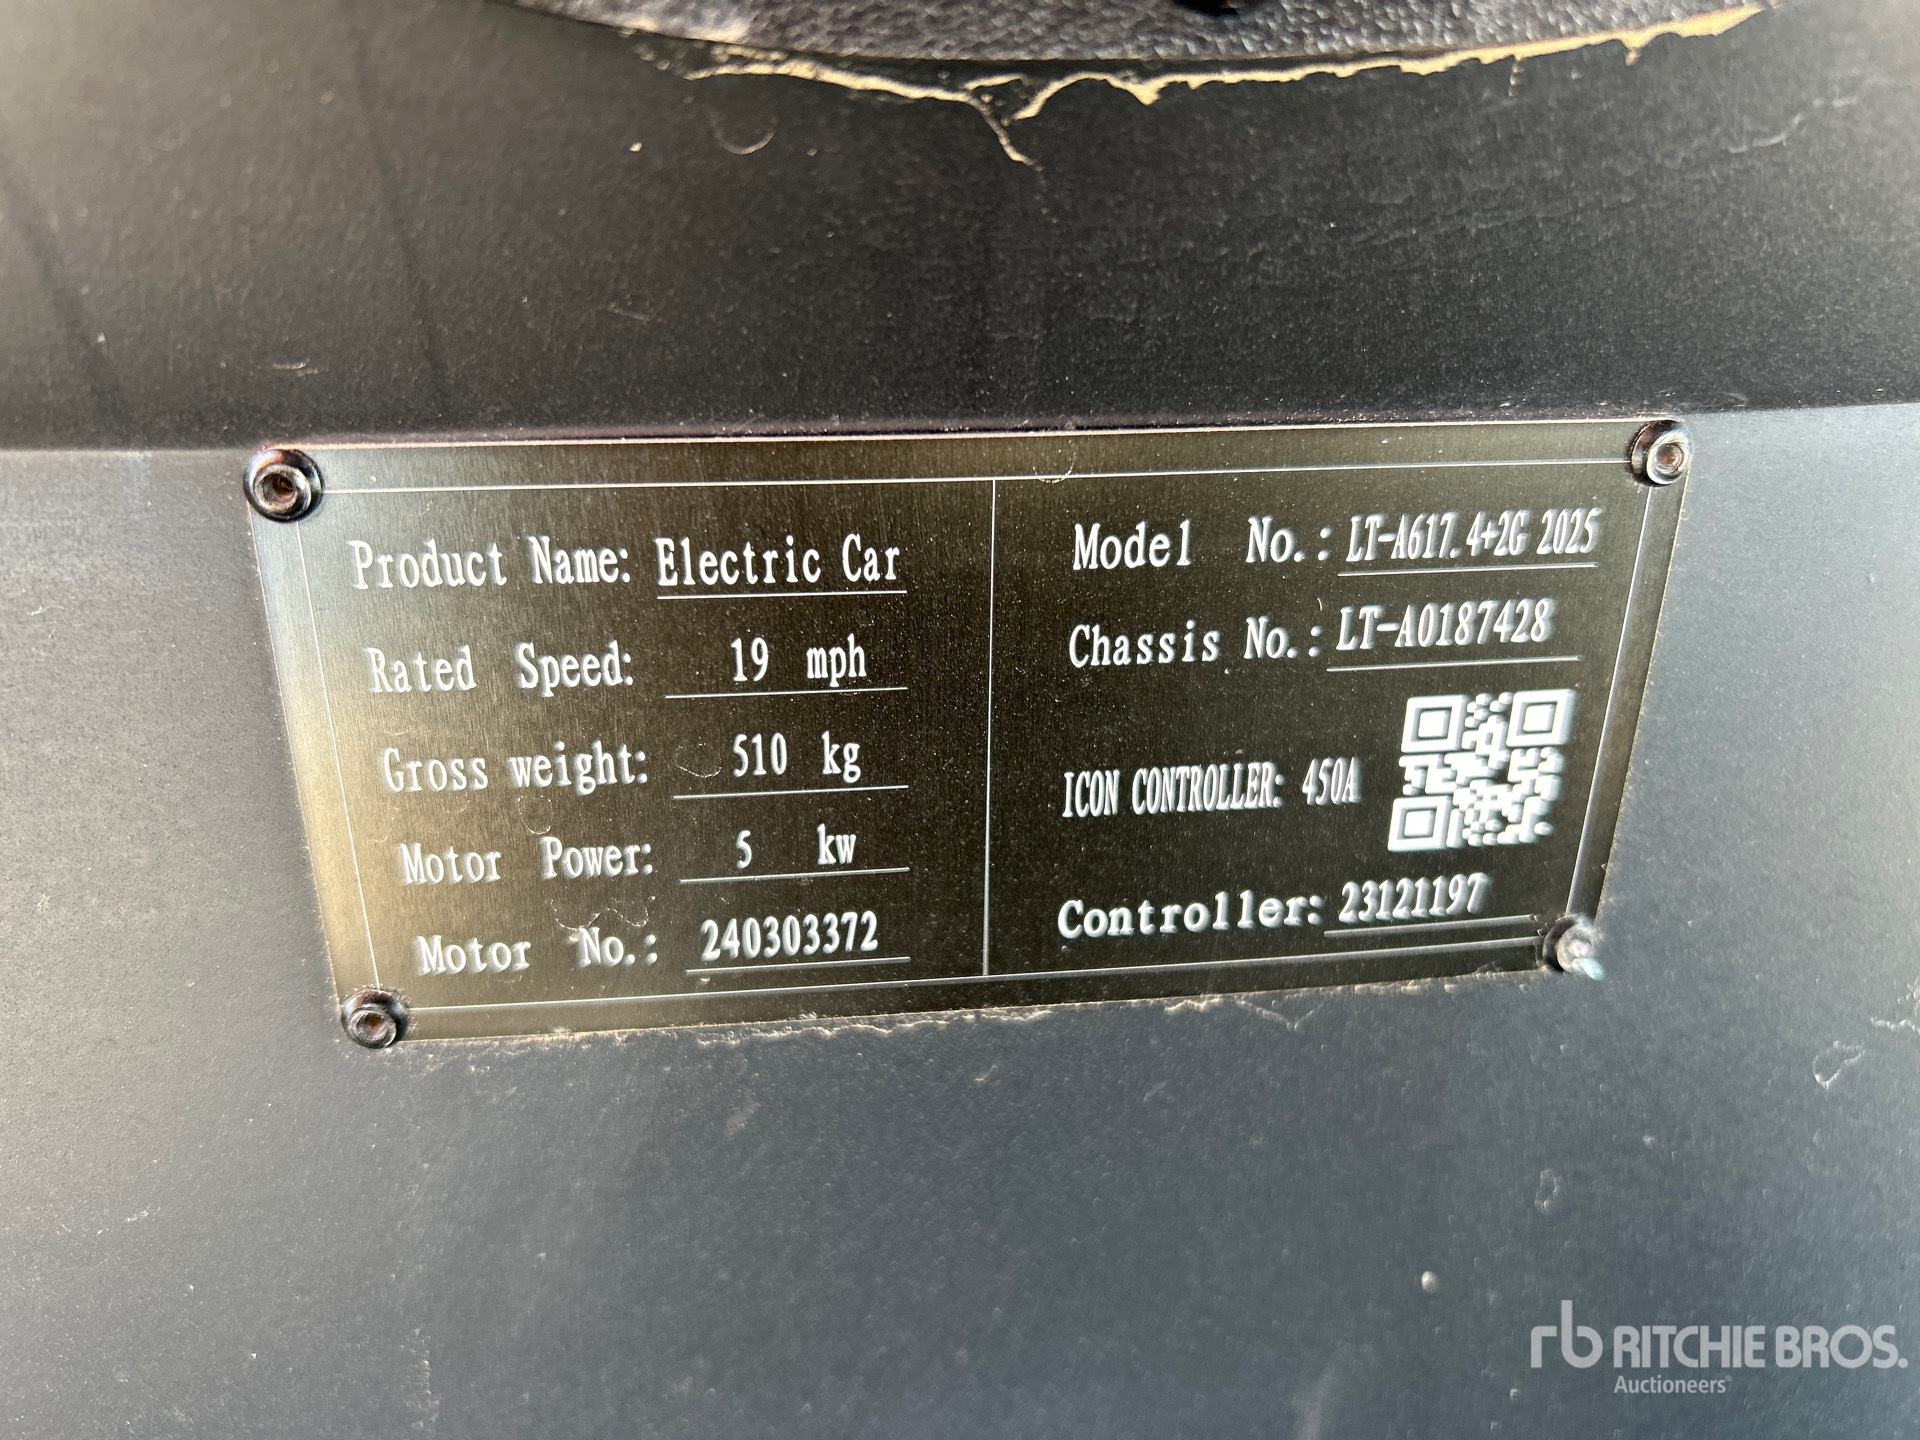 Product Name: Electric Car
Rated Speed: 19 mph
Gross weight: 510 kg
Motor Power: 5 kw
Motor No.: 240303372
Model No.: LT-A617.4+2G 2025
Chassis No.: LT-A0187428
ICON CONTROLLER: 450A
Controller: 23121197
rb RITCHIE BROS.
Auctioneers